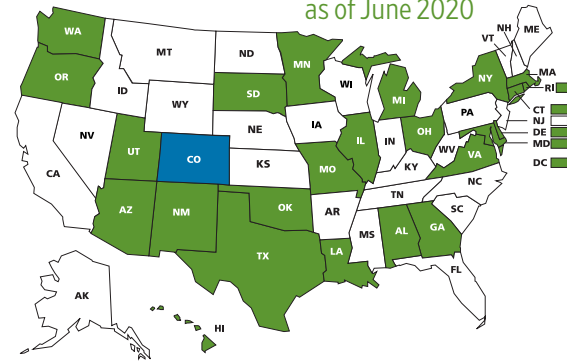 as of June 2020
WA
MT
ND
MN
VT
NH
ME
OR
ID
WY
SD
WI
MI
NY
MA
RI
CT
NJ
DE
MD
DC
NV
UT
CO
NE
IA
IL
IN
OH
PA
CA
KS
MO
KY
WV
VA
AZ
NM
OK
AR
TN
NC
SC
TX
LA
MS
AL
GA
FL
AK
HI